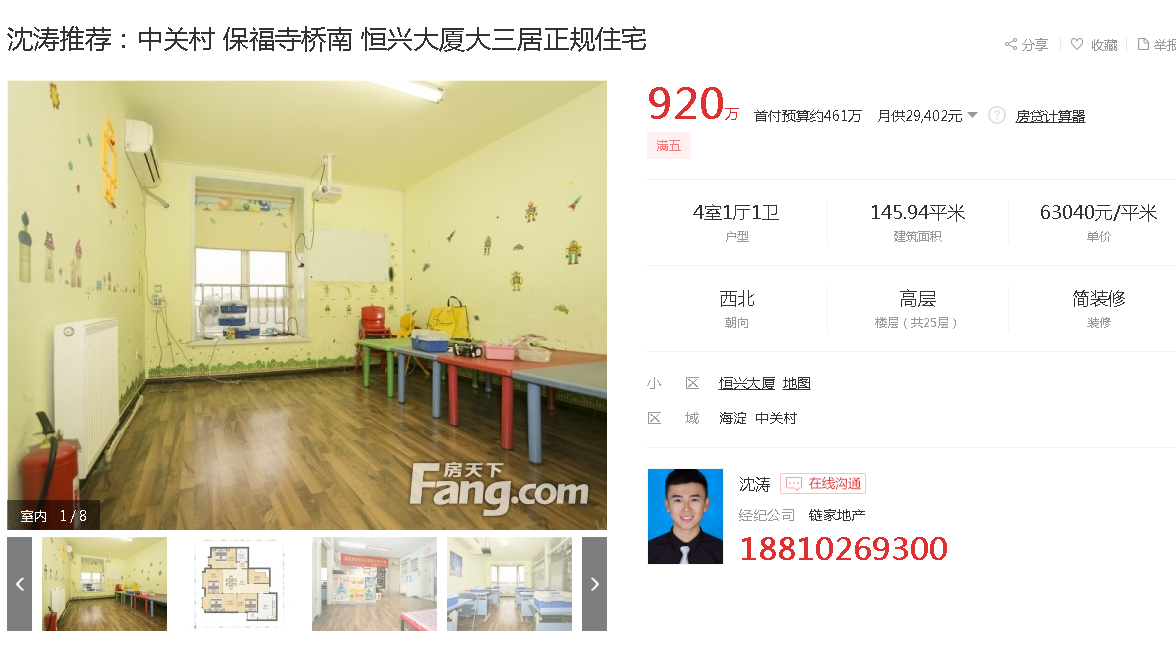 沈涛推荐：中关村 保福寺桥南 恒兴大厦大三居正规住宅
分享 收藏 举报
920万 首付预算约461万 月供29,402元 ? 房贷计算器
满五
4室1厅1卫 145.94平米 63040元/平米
户型 建筑面积 单价
西北 高层 简装修
朝向 楼层（共25层） 装修
小 区 恒兴大厦 地图
区 域 海淀 中关村
沈涛 在线沟通
经纪公司 链家地产
18810269300
房天下
Fang.com
室内 1/8